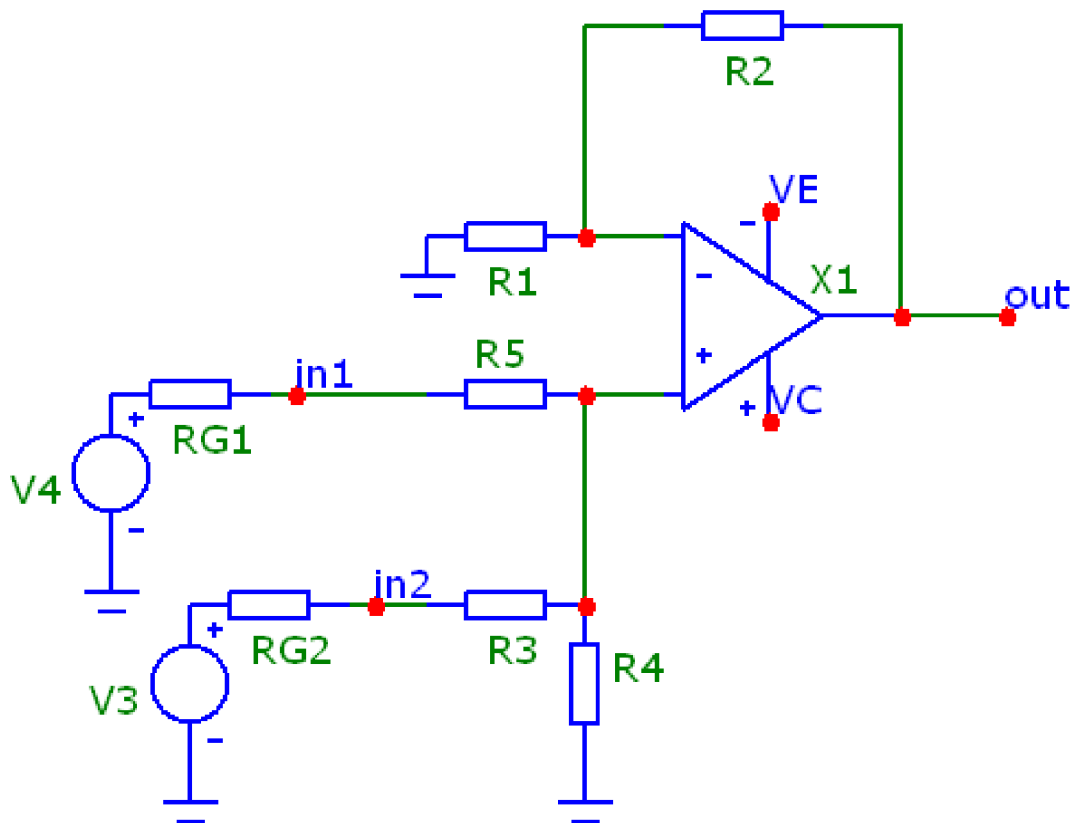 R2
VE
-
R1
-
X1
out
R5
+
in1
+
VC
+
RG1
V4
-
in2
+
RG2
R3
R4
V3
-